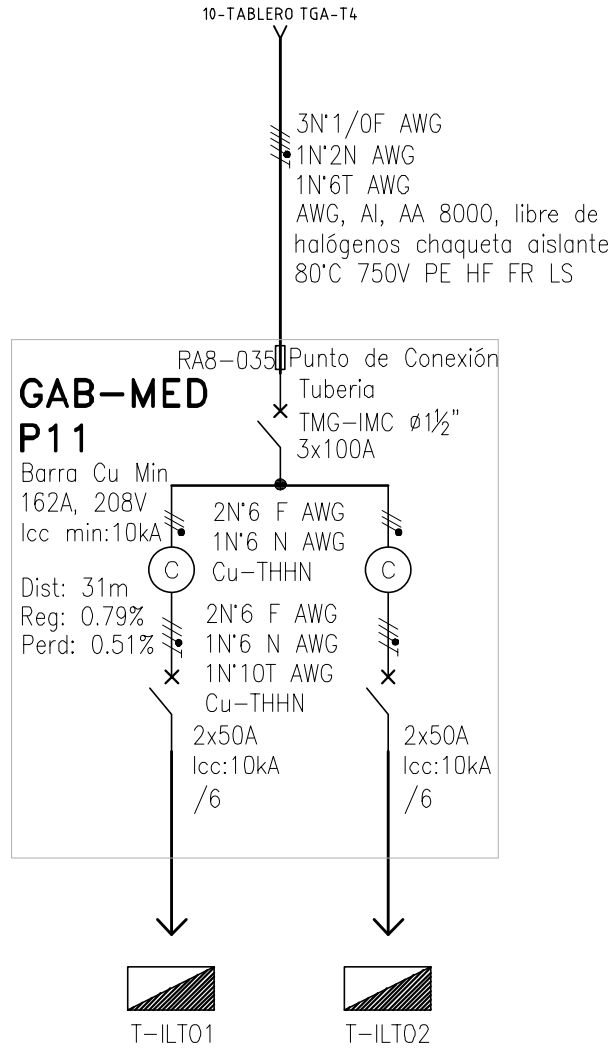 10-TABLERO TGA-T4
3N°1/0F AWG
1N°2N AWG
1N°6T AWG
AWG, Al, AA 8000, libre de
halógenos chaqueta aislante
80°C 750V PE HF FR LS
RA8-035
Punto de Conexión
Tuberia
TMG-IMC ø1½"
3x100A
GAB-MED
P11
Barra Cu Min
162A, 208V
Icc min:10kA
Dist: 31m
Reg: 0.79%
Perd: 0.51%
2N°6 F AWG
1N°6 N AWG
Cu-THHN
C
C
2N°6 F AWG
1N°6 N AWG
1N°10T AWG
Cu-THHN
2x50A
Icc:10kA
/6
2x50A
Icc:10kA
/6
T-ILT01
T-ILT02